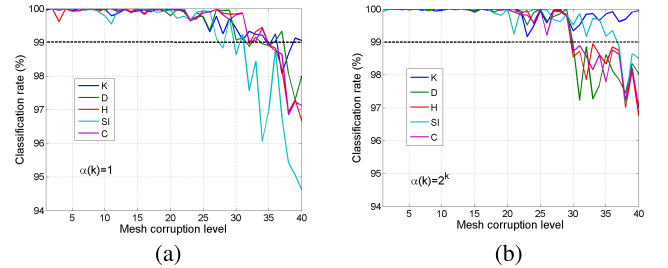 100
99
98
97
96
95
94
Classification rate (%)
K
D
H
SI
C
α(k)=1
1 5 10 15 20 25 30 35 40
Mesh corruption level
(a)
100
99
98
97
96
95
94
Classification rate (%)
K
D
H
SI
C
α(k)=2^k
5 10 15 20 25 30 35 40
Mesh corruption level
(b)